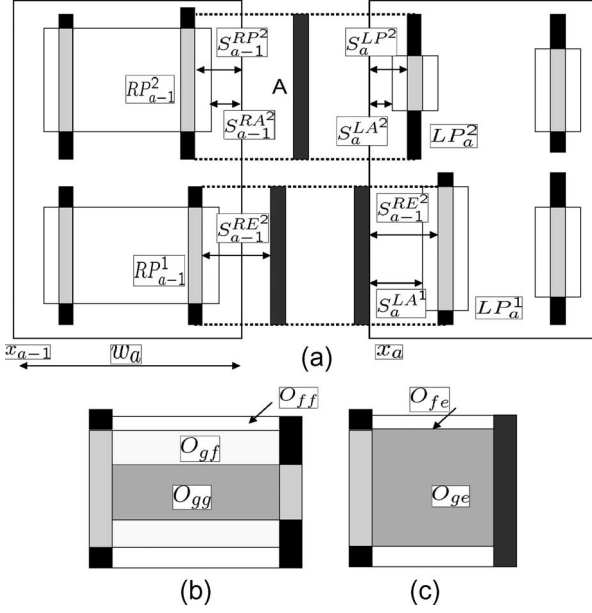 $S_{a-1}^{RP^2}$ $S_a^{LP^2}$
$RP_{a-1}^2$ A
$S_{a-1}^{RA^2}$ $S_a^{LA^2}$ $LP_a^2$
$S_{a-1}^{RE^2}$ $S_{a-1}^{RE^2}$
$RP_{a-1}^1$
$S_a^{LA^1}$ $LP_a^1$
$x_{a-1}$ $w_a$ (a) $x_a$
$O_{ff}$ $O_{fe}$
$O_{gf}$
$O_{gg}$ $O_{ge}$
(b) (c)